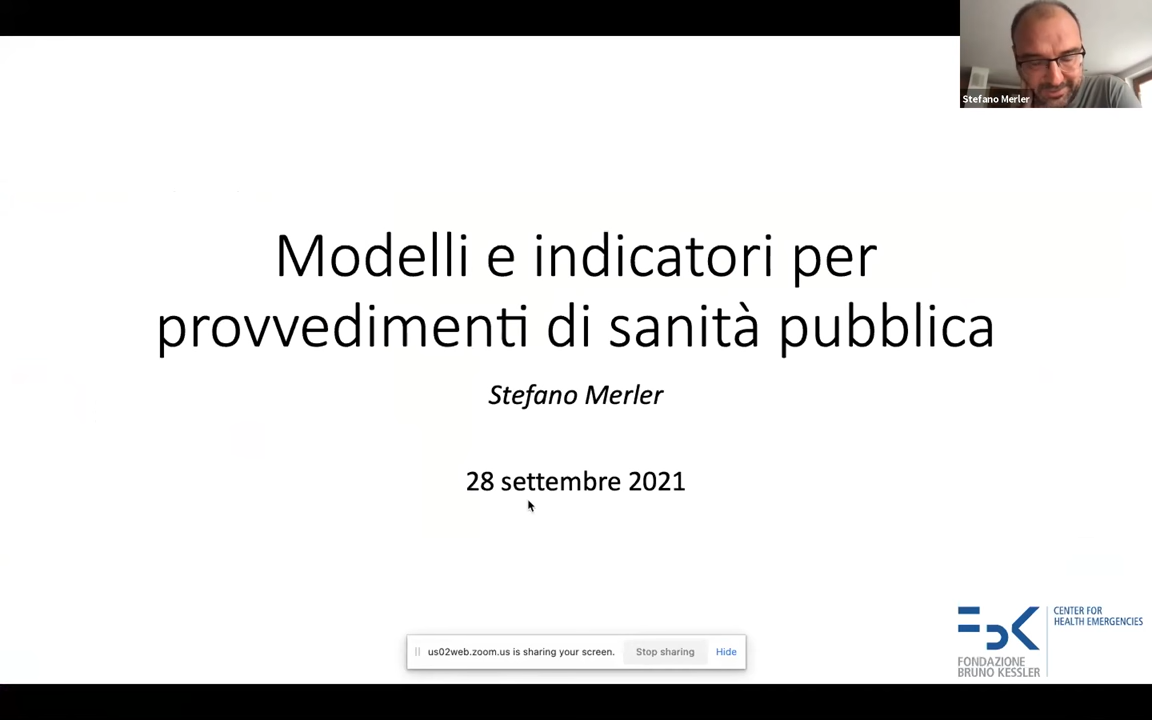 Stefano Merler
Modelli e indicatori per
provvedimenti di sanità pubblica
Stefano Merler
28 settembre 2021
FBK
CENTER FOR
HEALTH EMERGENCIES
FONDAZIONE
BRUNO KESSLER
us02web.zoom.us is sharing your screen.
Stop sharing
Hide